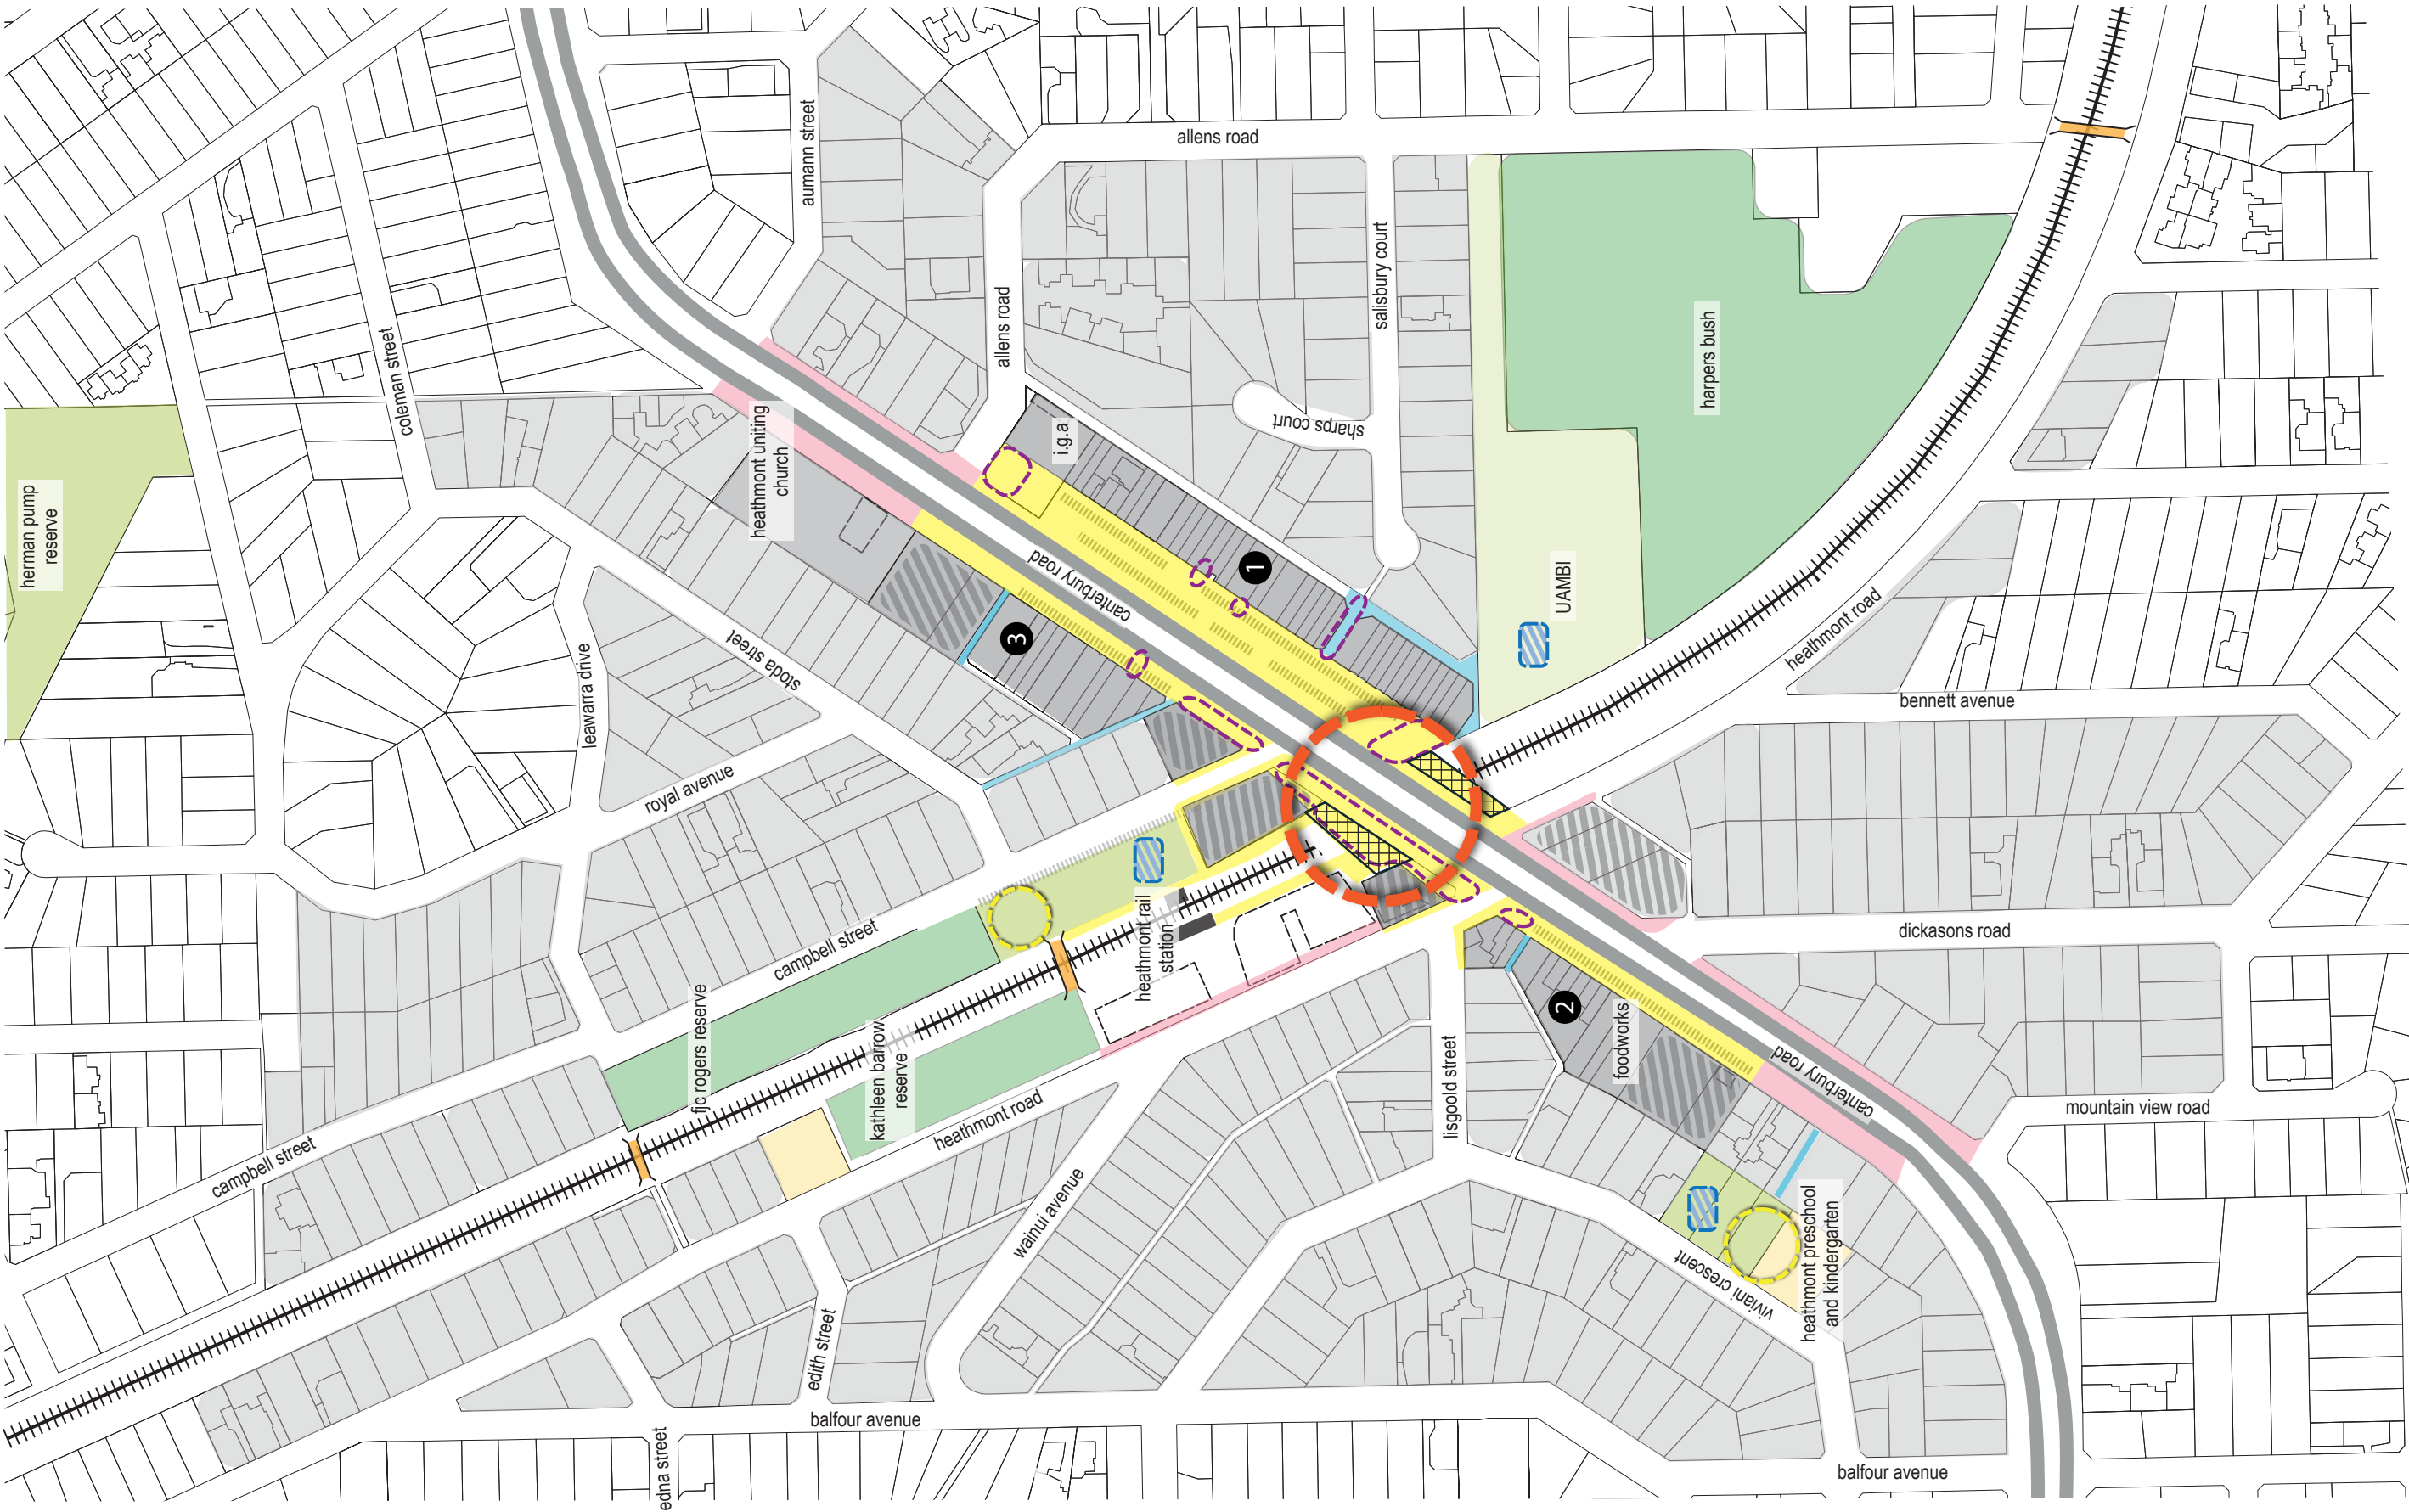 aumann street
allens road
coleman street
allens road
salisbury court
harpers bush
heathmont uniting
church
i.g.a
sharps court
herman pump
reserve
canterbury road
1
UAMBI
3
heathmont road
stoda street
leawarra drive
bennett avenue
royal avenue
heathmont rail
station
campbell street
dickasons road
fjc rogers reserve
2
foodworks
kathleen barrow
reserve
lisgoold street
canterbury road
heathmont road
mountain view road
campbell street
wainui avenue
viviani crescent
heathmont preschool
and kindergarten
edith street
balfour avenue
edna street
balfour avenue